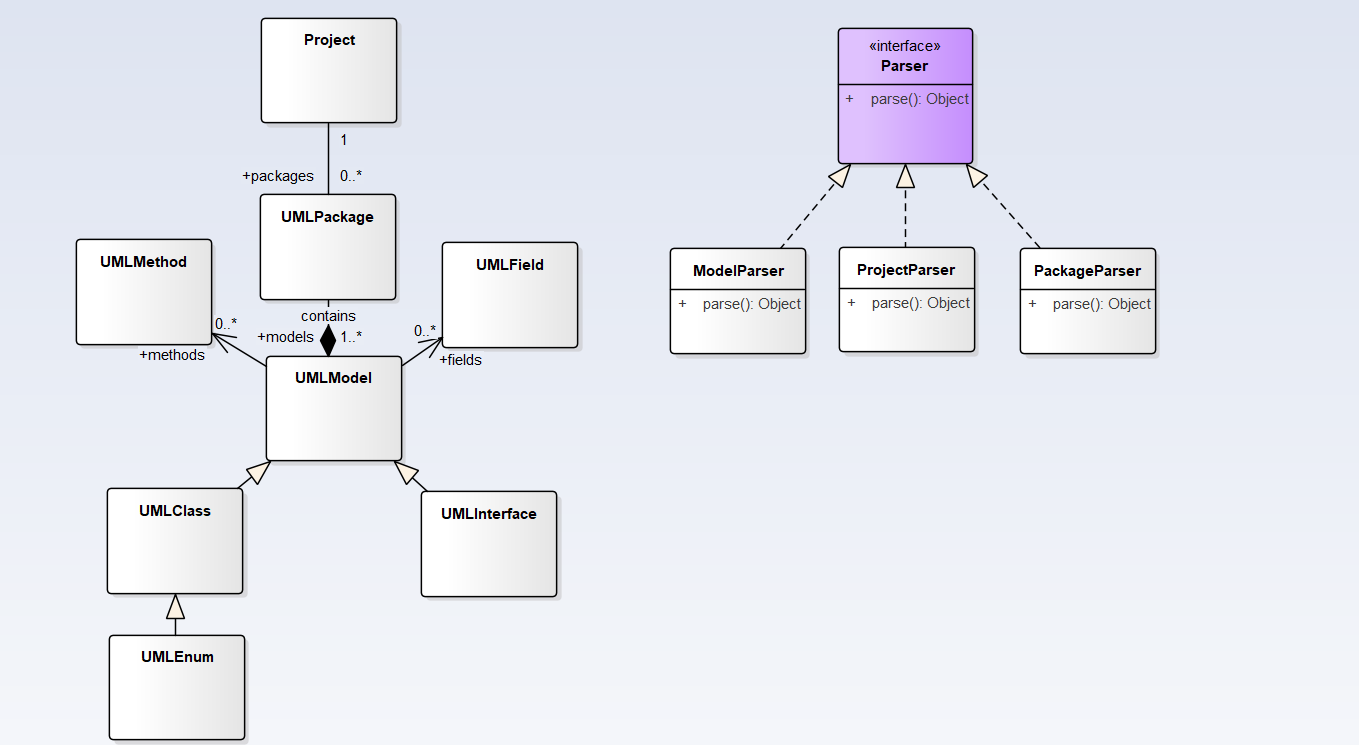 Project
1
+packages
0..*
UMLPackage
UMLMethod
UMLField
contains
0..*
+models
1..*
0..*
+methods
+fields
UMLModel
UMLClass
UMLInterface
UMLEnum
«interface»
Parser
+ parse(): Object
ModelParser
+ parse(): Object
ProjectParser
+ parse(): Object
PackageParser
+ parse(): Object